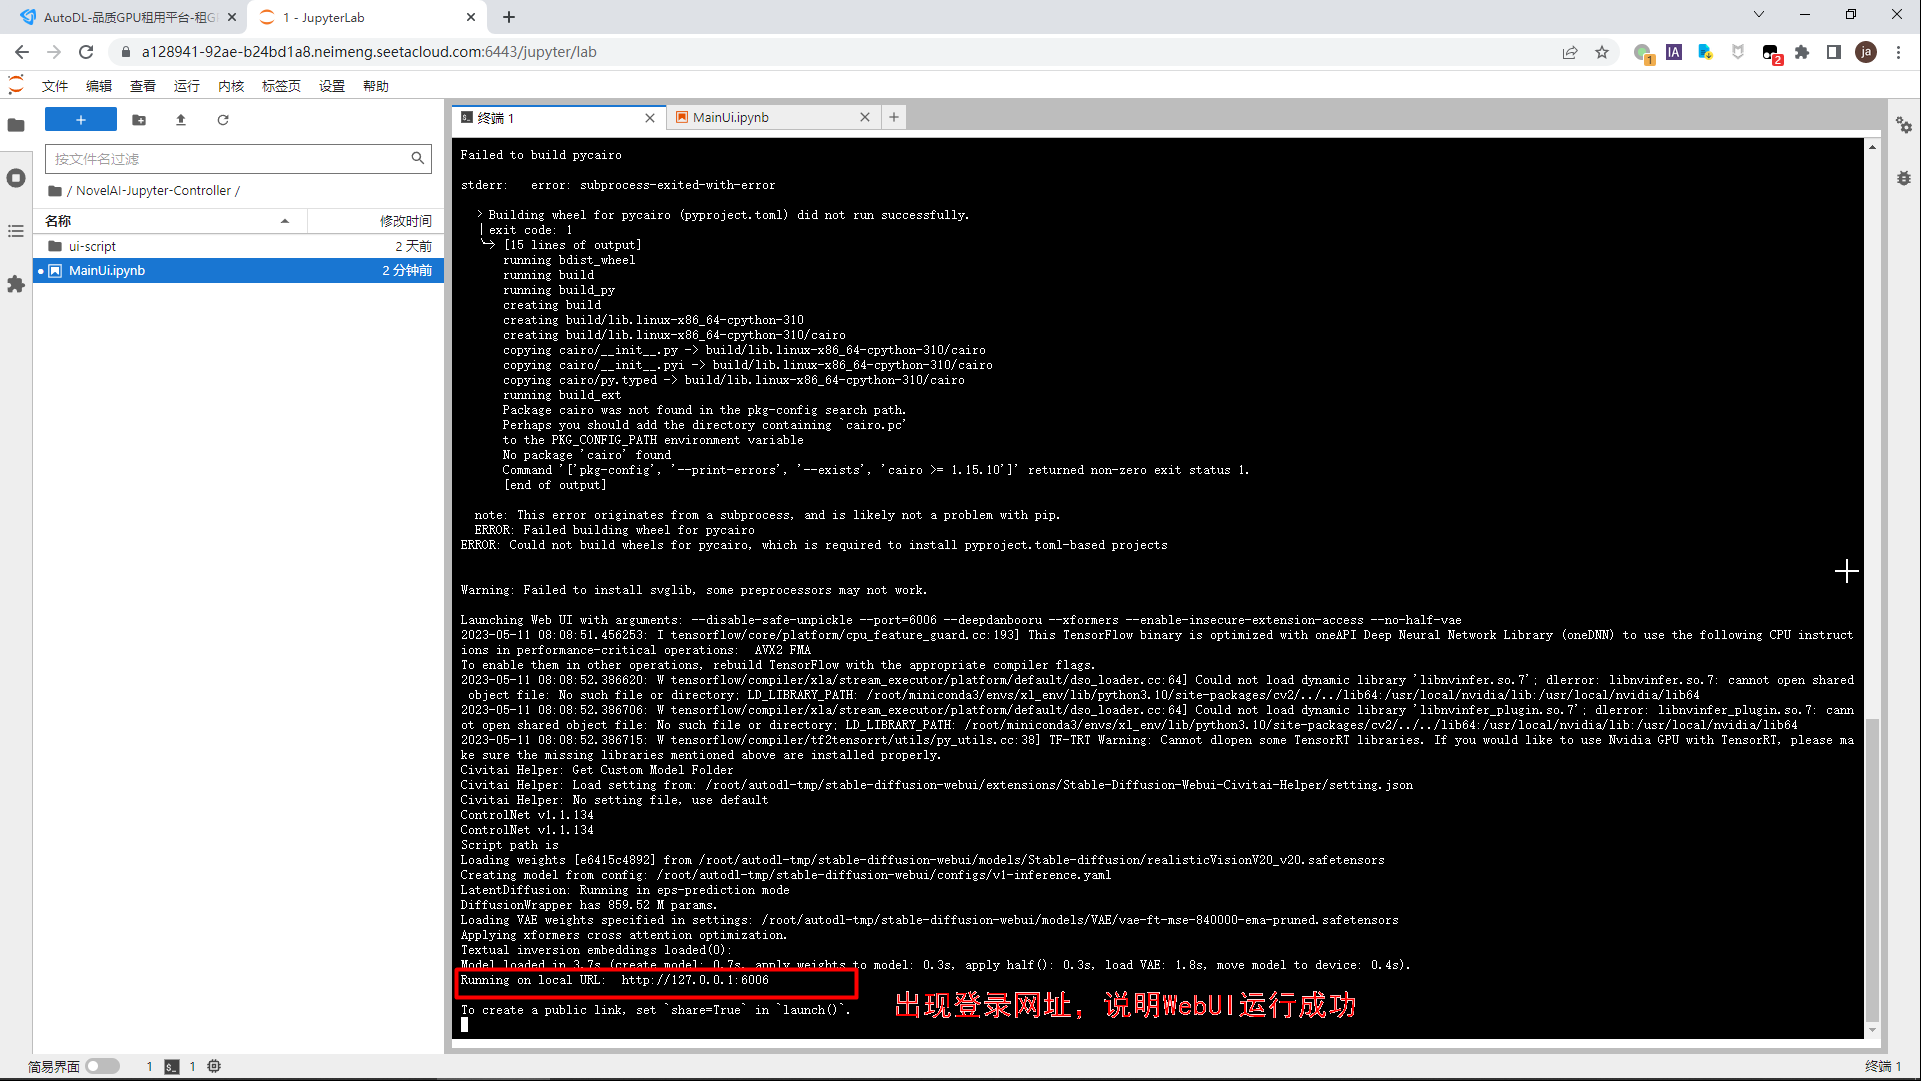 AutoDL-品质GPU租用平台-租G
1 - JupyterLab
a128941-92ae-b24bd1a8.neimeng.seetacloud.com:6443/jupyter/lab
1
IA
2
ja
文件 编辑 查看 运行 内核 标签页 设置 帮助
终端 1
MainUi.ipynb
按文件名过滤
/ NovelAI-Jupyter-Controller /
名称 修改时间
ui-script 2 天前
MainUi.ipynb 2 分钟前
Failed to build pycairo
stderr:   error: subprocess-exited-with-error
> Building wheel for pycairo (pyproject.toml) did not run successfully.
| exit code: 1
[15 lines of output]
running bdist_wheel
running build
running build_py
creating build
creating build/lib.linux-x86_64-cpython-310
creating build/lib.linux-x86_64-cpython-310/cairo
copying cairo/__init__.py -> build/lib.linux-x86_64-cpython-310/cairo
copying cairo/__init__.pyi -> build/lib.linux-x86_64-cpython-310/cairo
copying cairo/py.typed -> build/lib.linux-x86_64-cpython-310/cairo
running build_ext
Package cairo was not found in the pkg-config search path.
Perhaps you should add the directory containing `cairo.pc'
to the PKG_CONFIG_PATH environment variable
No package 'cairo' found
Command '['pkg-config', '--print-errors', '--exists', 'cairo >= 1.15.10']' returned non-zero exit status 1.
[end of output]
note: This error originates from a subprocess, and is likely not a problem with pip.
ERROR: Failed building wheel for pycairo
ERROR: Could not build wheels for pycairo, which is required to install pyproject.toml-based projects
Warning: Failed to install svglib, some preprocessors may not work.
Launching Web UI with arguments: --disable-safe-unpickle --port=6006 --deepdanbooru --xformers --enable-insecure-extension-access --no-half-vae
2023-05-11 08:08:51.456253: I tensorflow/core/platform/cpu_feature_guard.cc:193] This TensorFlow binary is optimized with oneAPI Deep Neural Network Library (oneDNN) to use the following CPU instruct
ions in performance-critical operations:  AVX2 FMA
To enable them in other operations, rebuild TensorFlow with the appropriate compiler flags.
2023-05-11 08:08:52.386620: W tensorflow/compiler/xla/stream_executor/platform/default/dso_loader.cc:64] Could not load dynamic library 'libnvinfer.so.7'; dlerror: libnvinfer.so.7: cannot open shared
object file: No such file or directory; LD_LIBRARY_PATH: /root/miniconda3/envs/xl_env/lib/python3.10/site-packages/cv2/../../lib64:/usr/local/nvidia/lib:/usr/local/nvidia/lib64
2023-05-11 08:08:52.386706: W tensorflow/compiler/xla/stream_executor/platform/default/dso_loader.cc:64] Could not load dynamic library 'libnvinfer_plugin.so.7'; dlerror: libnvinfer_plugin.so.7: cann
ot open shared object file: No such file or directory; LD_LIBRARY_PATH: /root/miniconda3/envs/xl_env/lib/python3.10/site-packages/cv2/../../lib64:/usr/local/nvidia/lib:/usr/local/nvidia/lib64
2023-05-11 08:08:52.386715: W tensorflow/compiler/tf2tensorrt/utils/py_utils.cc:38] TF-TRT Warning: Cannot dlopen some TensorRT libraries. If you would like to use Nvidia GPU with TensorRT, please ma
ke sure the missing libraries mentioned above are installed properly.
Civitai Helper: Get Custom Model Folder
Civitai Helper: Load setting from: /root/autodl-tmp/stable-diffusion-webui/extensions/Stable-Diffusion-Webui-Civitai-Helper/setting.json
Civitai Helper: No setting file, use default
ControlNet v1.1.134
ControlNet v1.1.134
Script path is
Loading weights [e6415c4892] from /root/autodl-tmp/stable-diffusion-webui/models/Stable-diffusion/realisticVisionV20_v20.safetensors
Creating model from config: /root/autodl-tmp/stable-diffusion-webui/configs/v1-inference.yaml
LatentDiffusion: Running in eps-prediction mode
DiffusionWrapper has 859.52 M params.
Loading VAE weights specified in settings: /root/autodl-tmp/stable-diffusion-webui/models/VAE/vae-ft-mse-840000-ema-pruned.safetensors
Applying xformers cross attention optimization.
Textual inversion embeddings loaded(0):
Model loaded in 3.7s (create model: 0.7s, apply weights to model: 0.3s, apply half(): 0.3s, load VAE: 1.8s, move model to device: 0.4s).
Running on local URL:  http://127.0.0.1:6006
出现登录网址，说明WebUI运行成功
To create a public link, set `share=True` in `launch()`.
简易界面 1 1 终端 1